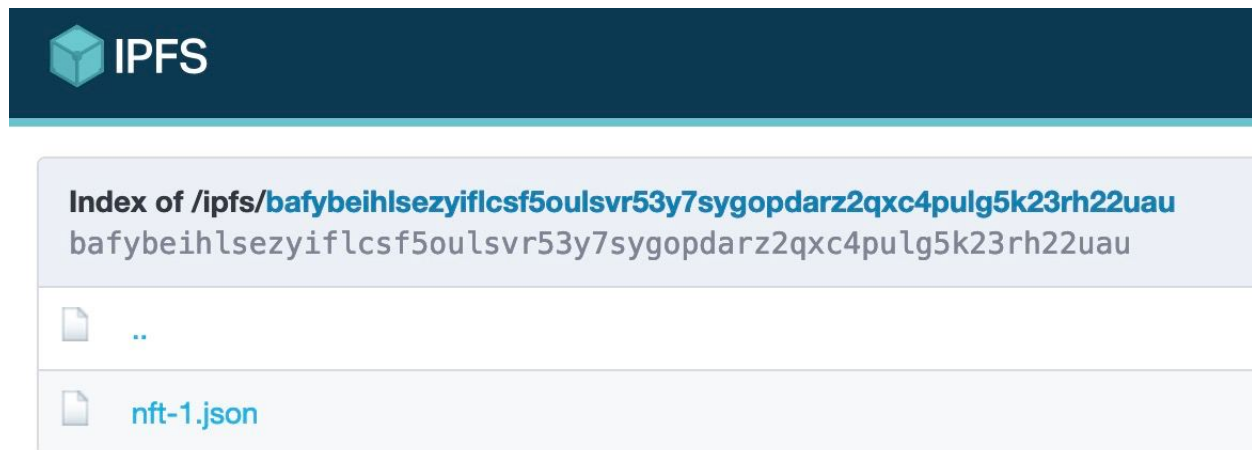 IPFS
Index of /ipfs/bafybeihlsezyiflcsf5oulsvr53y7sygopdarz2qxc4pulg5k23rh22uau
bafybeihlsezyiflcsf5oulsvr53y7sygopdarz2qxc4pulg5k23rh22uau
..
nft-1.json